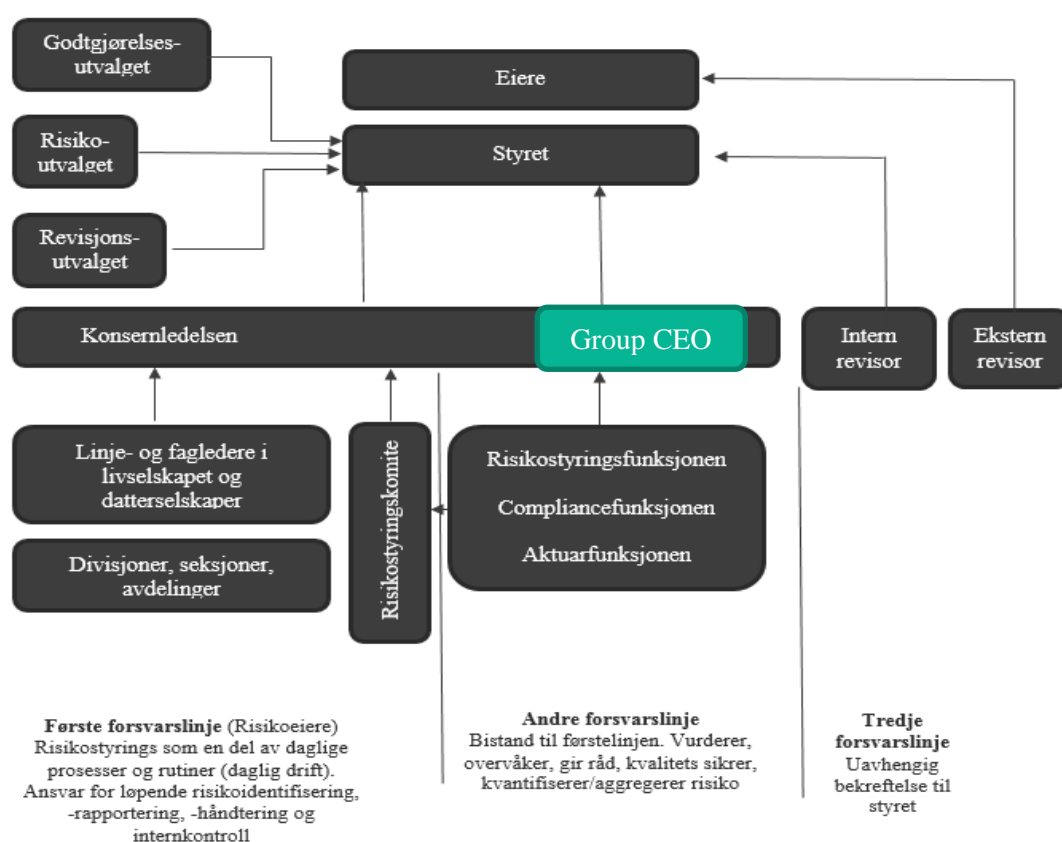 Godtgjørelses-
utvalget
Eiere
Risiko-
utvalget
Styret
Revisjons-
utvalget
Konsernledelsen
Group CEO
Intern
revisor
Ekstern
revisor
Linje- og fagledere i
livselskapet og
datterselskaper
Divisjoner, seksjoner,
avdelinger
Risikostyringskomite
Risikostyringsfunksjonen
Compliancefunksjonen
Aktuarfunksjonen
Første forsvarslinje (Risikoeiere)
Risikostyrings som en del av daglige
prosesser og rutiner (daglig drift).
Ansvar for løpende risikoidentifisering,
-rapportering, -håndtering og
internkontroll
Andre forsvarslinje
Bistand til førstelinjen. Vurderer,
overvåker, gir råd, kvalitets sikrer,
kvantifiserer/aggregerer risiko
Tredje
forsvarslinje
Uavhengig
bekreftelse til
styret